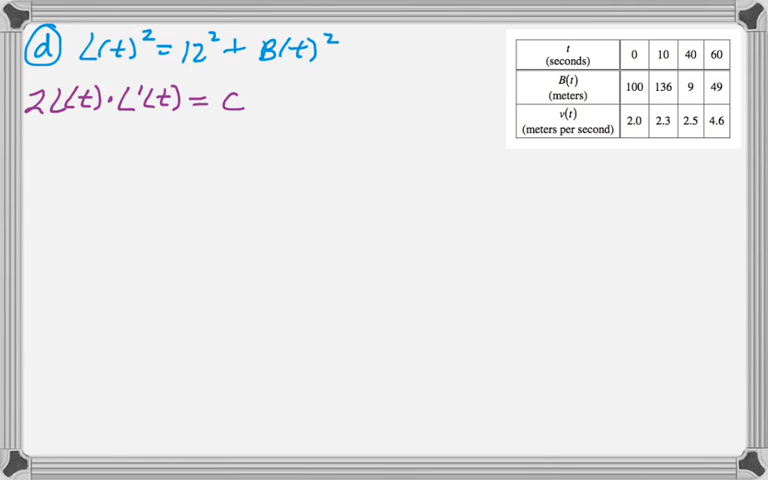 (d) L(t)² = 12² + B(t)²
2L(t)·L'(t) = C
t (seconds) 0 10 40 60
B(t) (meters) 100 136 9 49
v(t) (meters per second) 2.0 2.3 2.5 4.6